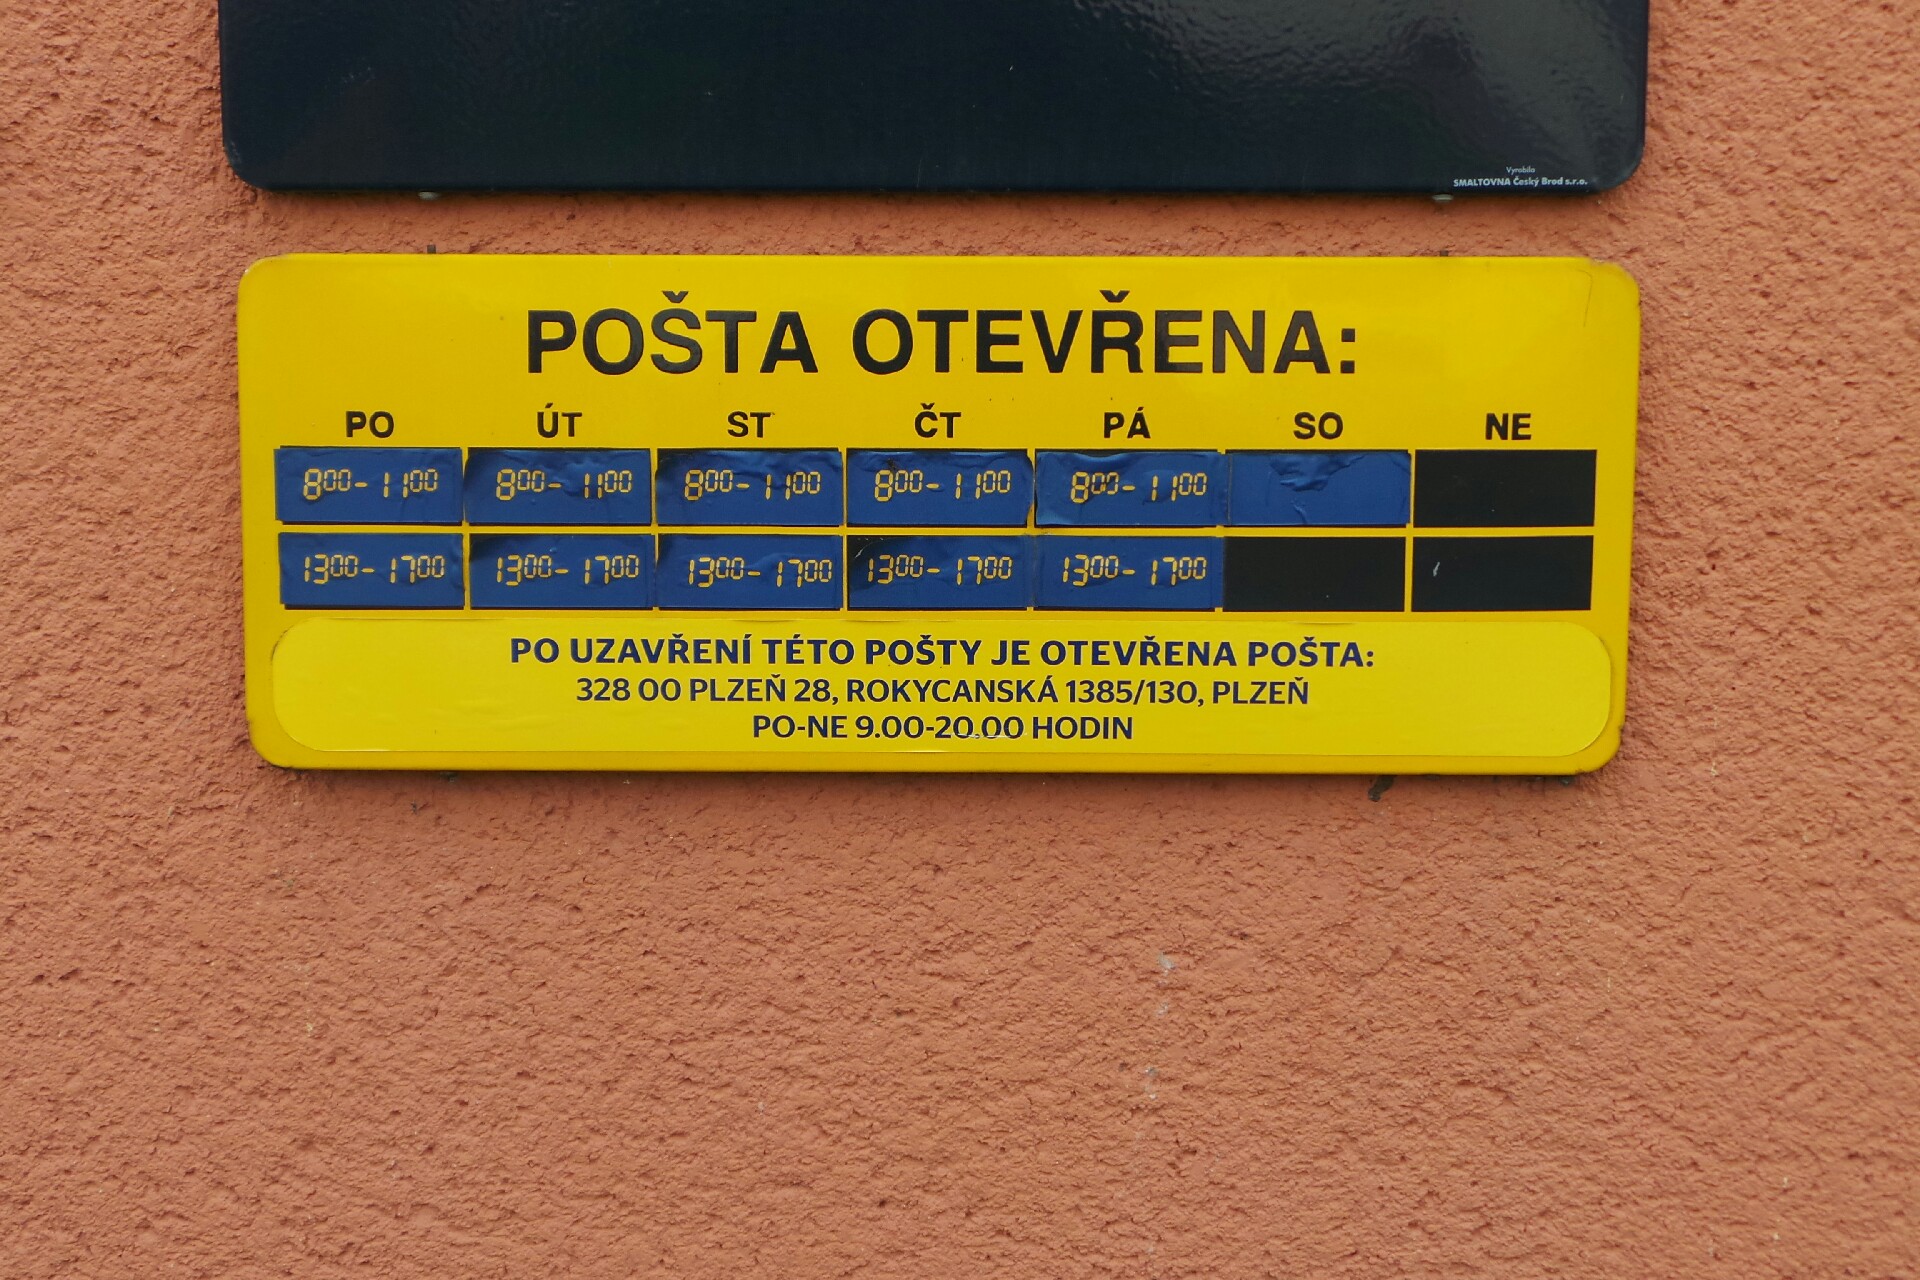 Vyrobila
SMALTOVNA Český Brod s.r.o.
POŠTA OTEVŘENA:
PO ÚT ST ČT PÁ SO NE
800-1100 800-1100 800-1100 800-1100 800-1100
1300-1700 1300-1700 1300-1700 1300-1700 1300-1700
PO UZAVŘENÍ TÉTO POŠTY JE OTEVŘENA POŠTA:
328 00 PLZEŇ 28, ROKYCANSKÁ 1385/130, PLZEŇ
PO-NE 9.00-20.00 HODIN